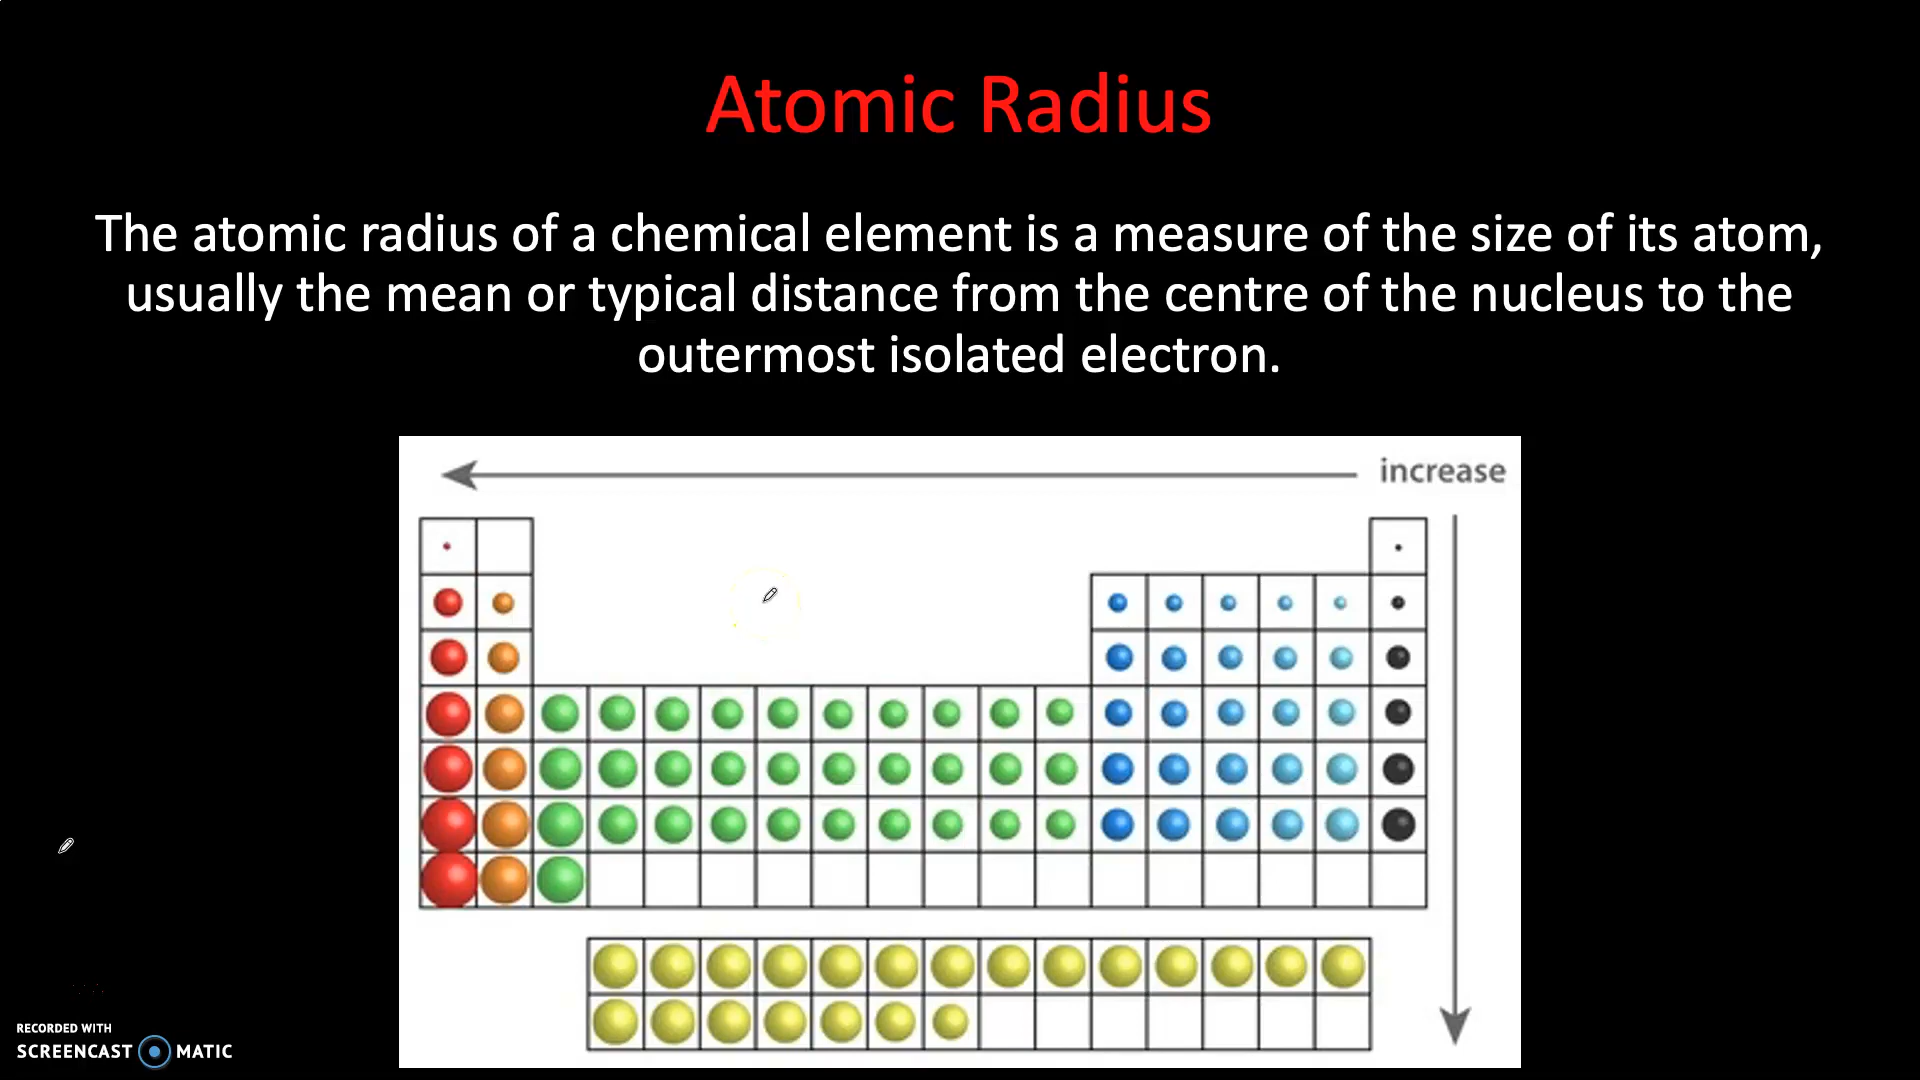 Atomic Radius
The atomic radius of a chemical element is a measure of the size of its atom,
usually the mean or typical distance from the centre of the nucleus to the
outermost isolated electron.
increase
RECORDED WITH
SCREENCAST MATIC